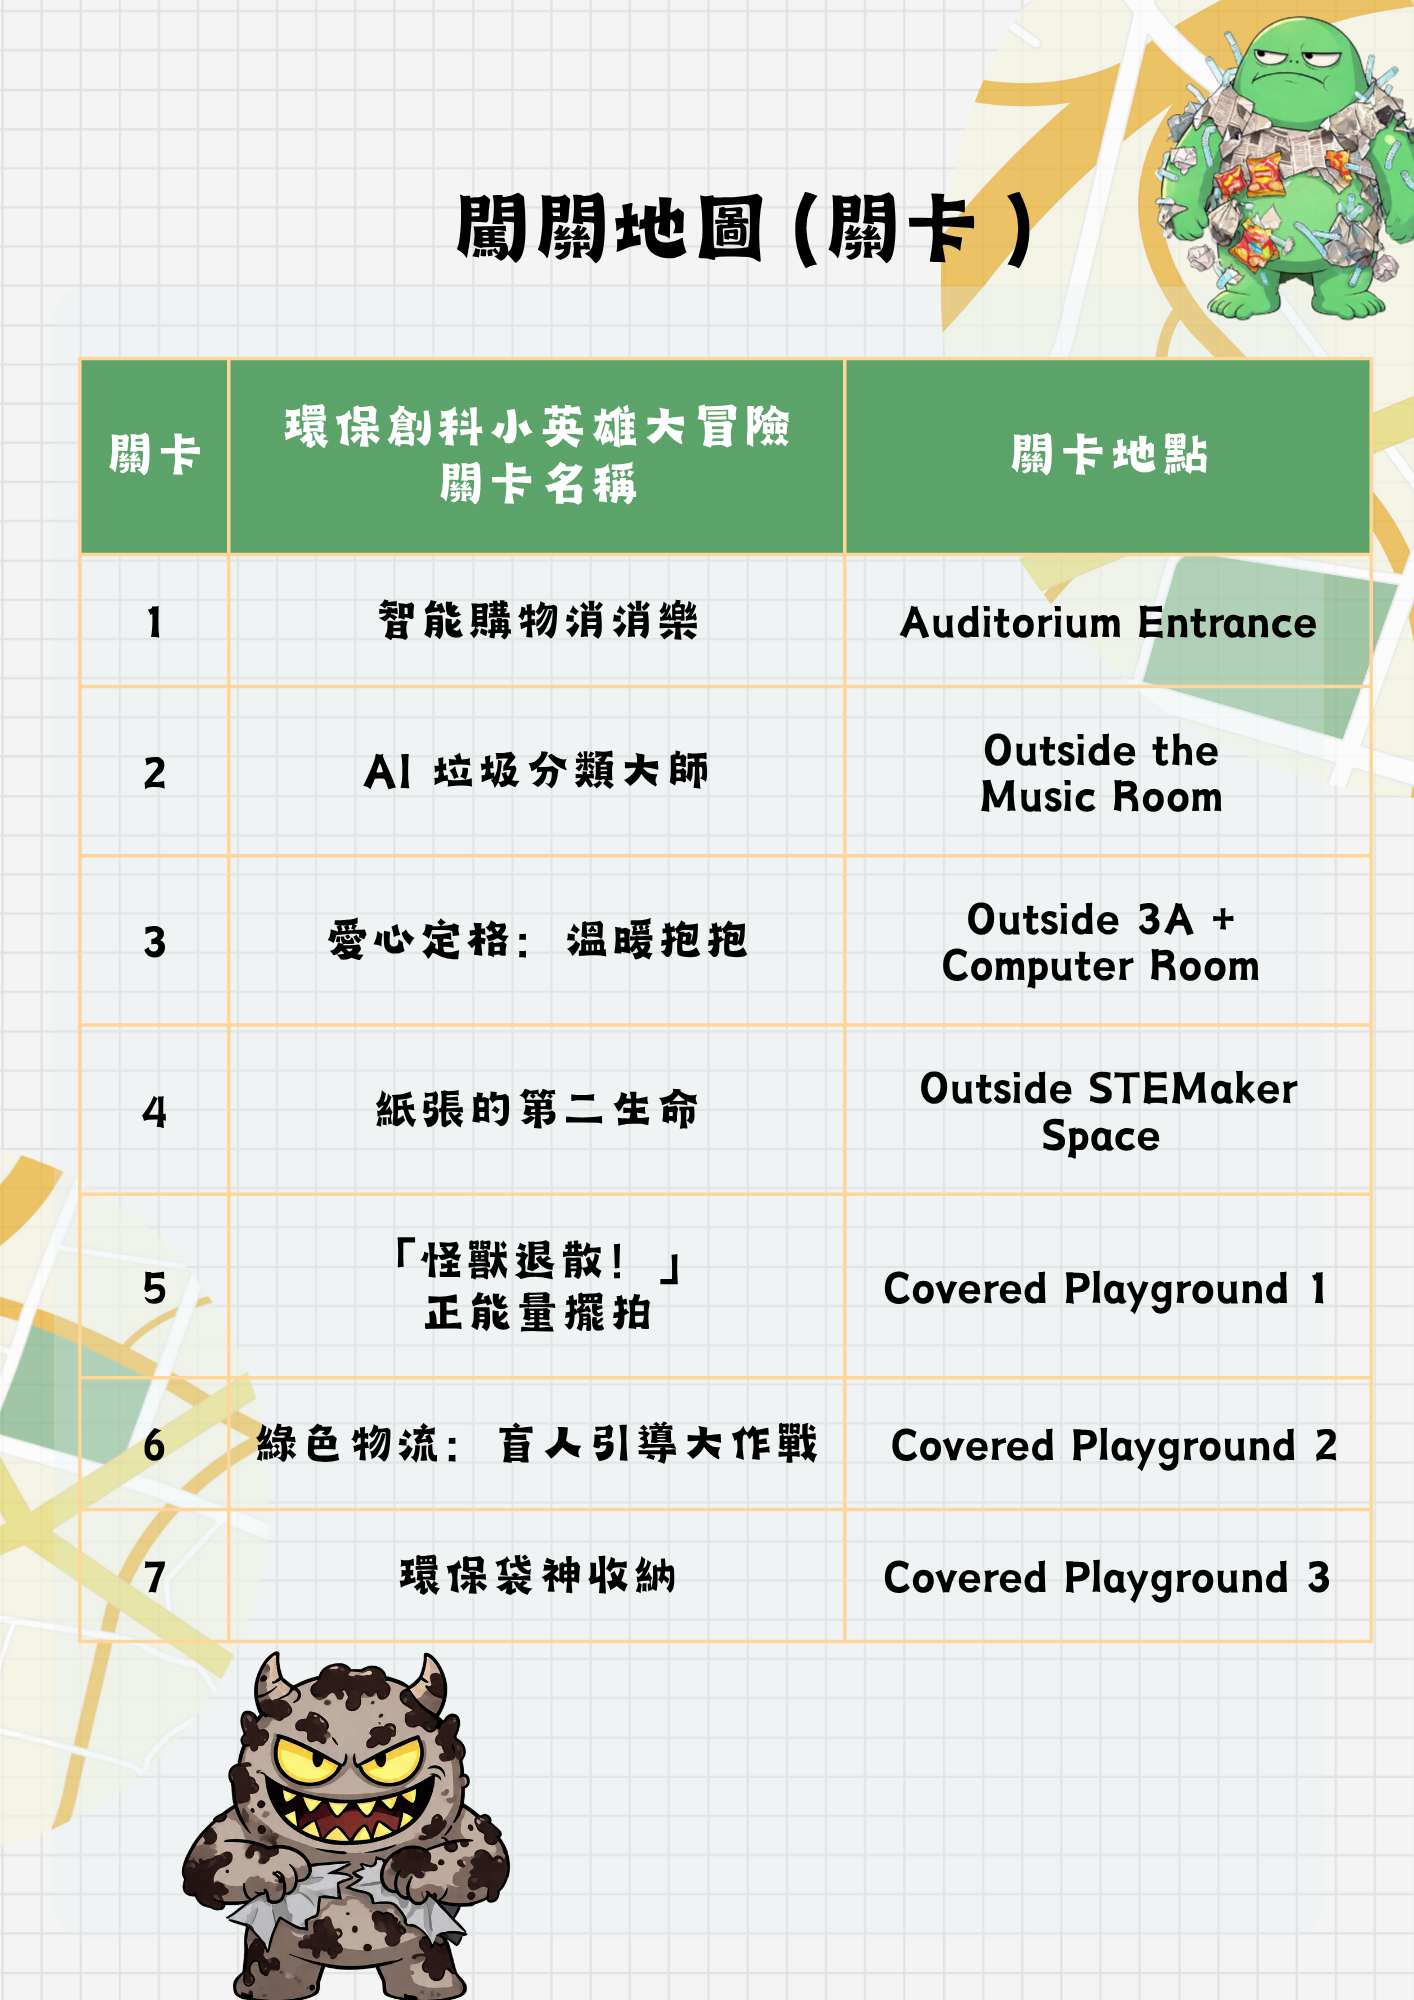 闖關地圖 (關卡 )
關卡
環保創科小英雄大冒險
關卡名稱
關卡地點
1
智能購物消消樂
Auditorium Entrance
2
AI 垃圾分類大師
Outside the
Music Room
3
愛心定格：溫暖抱抱
Outside 3A +
Computer Room
4
紙張的第二生命
Outside STEMaker
Space
5
「怪獸退散！」
正能量擺拍
Covered Playground 1
6
綠色物流：盲人引導大作戰
Covered Playground 2
7
環保袋神收納
Covered Playground 3